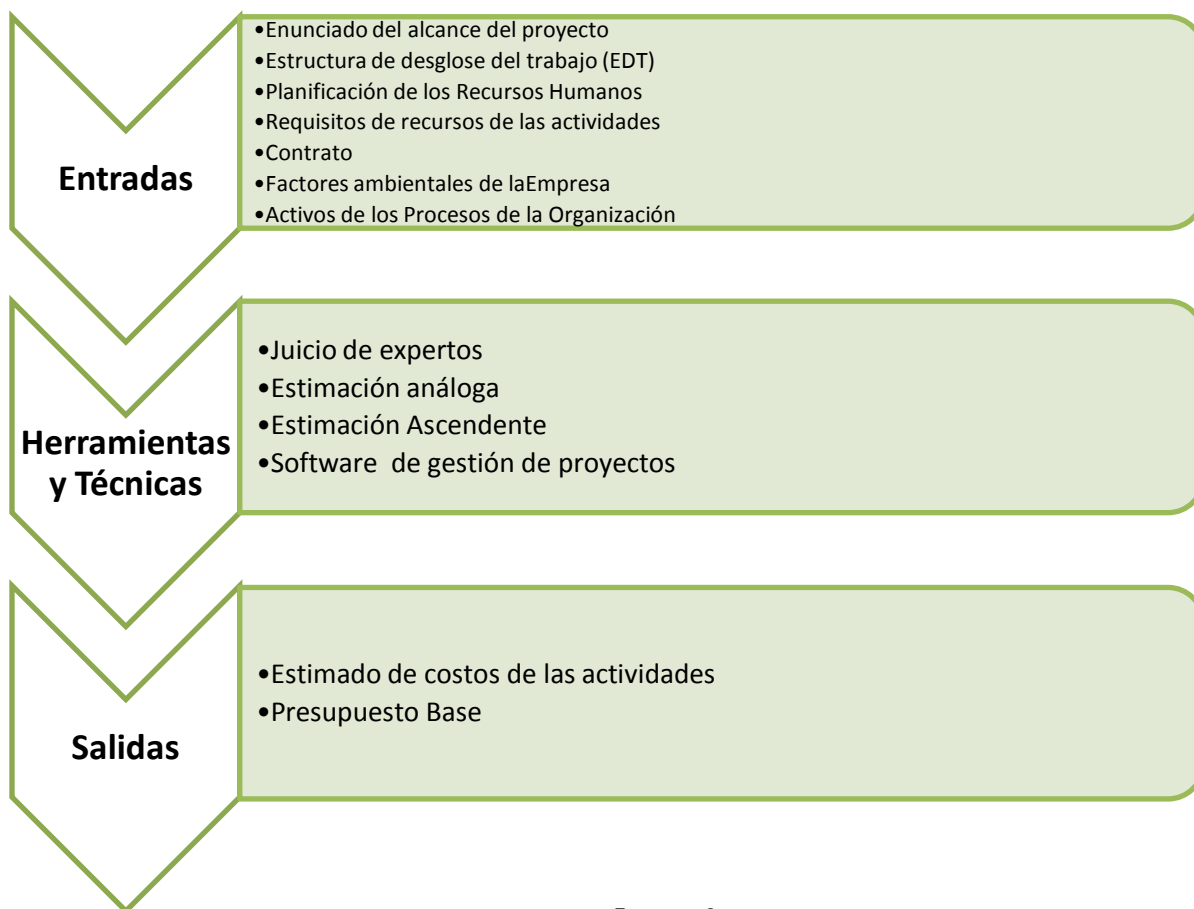 Entradas
•Enunciado del alcance del proyecto
•Estructura de desglose del trabajo (EDT)
•Planificación de los Recursos Humanos
•Requisitos de recursos de las actividades
•Contrato
•Factores ambientales de laEmpresa
•Activos de los Procesos de la Organización
Herramientas
y Técnicas
•Juicio de expertos
•Estimación análoga
•Estimación Ascendente
•Software de gestión de proyectos
Salidas
•Estimado de costos de las actividades
•Presupuesto Base